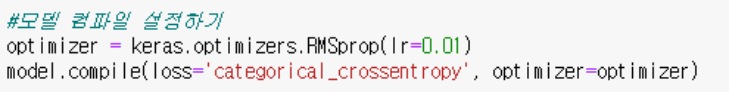 #모델 컴파일 설정하기
optimizer = keras.optimizers.RMSprop(lr=0.01)
model.compile(loss='categorical_crossentropy', optimizer=optimizer)